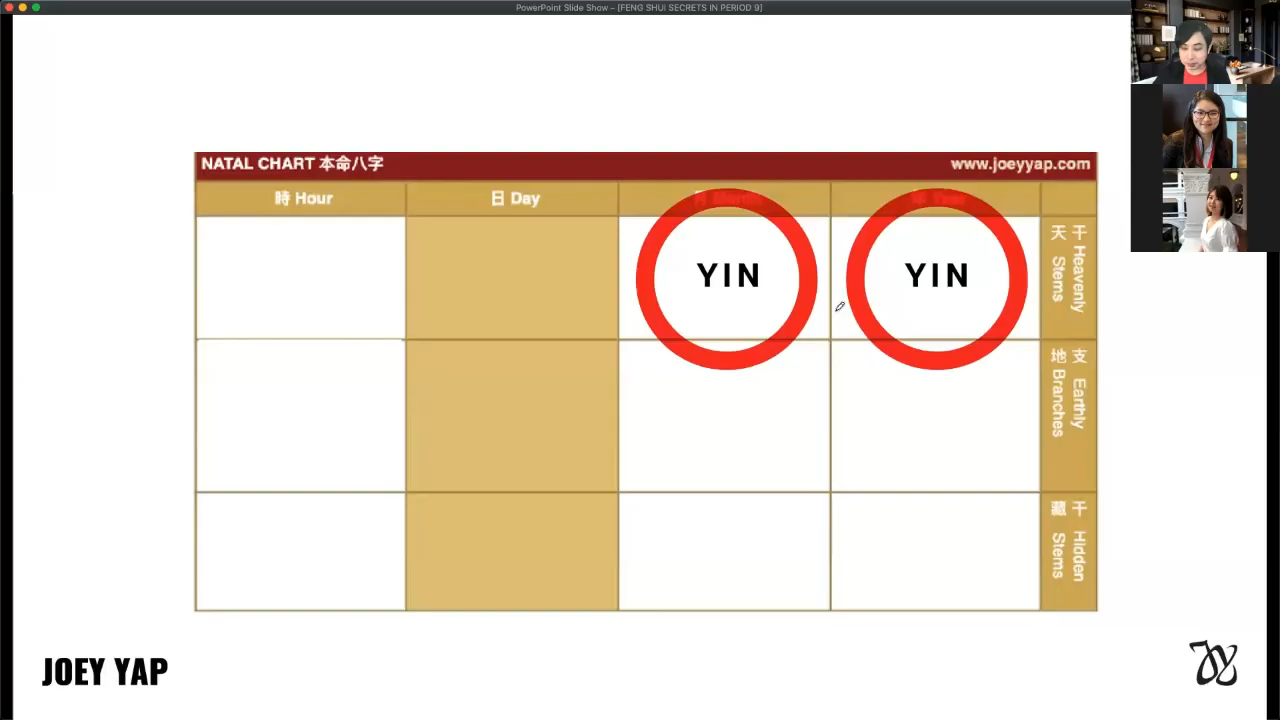 PowerPoint Slide Show – [FENG SHUI SECRETS IN PERIOD 9]
NATAL CHART 本命八字
www.joeyyap.com
時 Hour
日 Day
YIN
YIN
天干 Heavenly Stems
地支 Earthly Branches
藏干 Hidden Stems
JOEY YAP